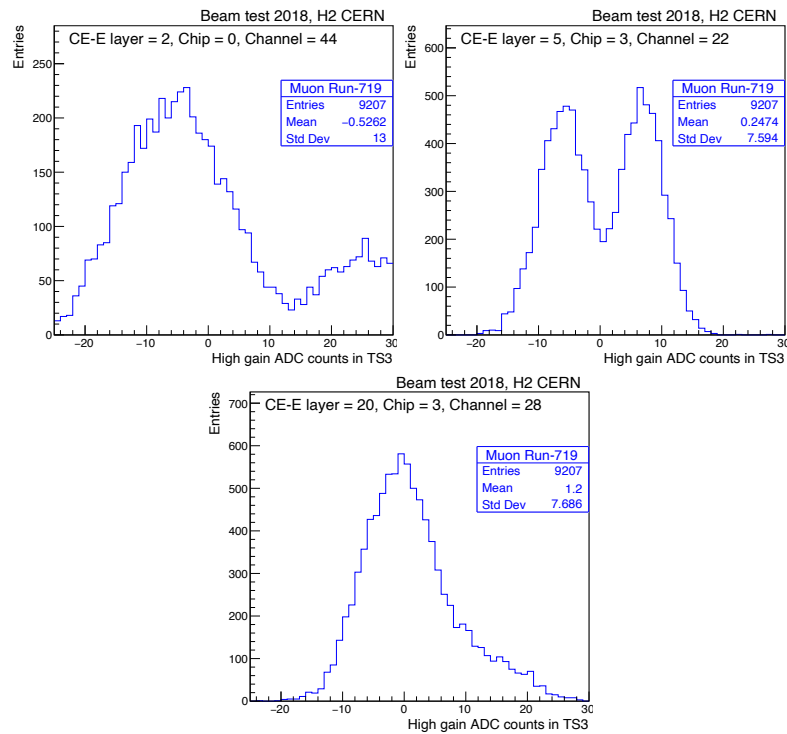 Beam test 2018, H2 CERN
CE-E layer = 2, Chip = 0, Channel = 44
Entries
250
200
150
100
50
0
Muon Run-719
Entries 9207
Mean −0.5262
Std Dev 13
−20 −10 0 10 20 30
High gain ADC counts in TS3
Beam test 2018, H2 CERN
CE-E layer = 5, Chip = 3, Channel = 22
Entries
600
500
400
300
200
100
0
Muon Run-719
Entries 9207
Mean 0.2474
Std Dev 7.594
−20 −10 0 10 20 30
High gain ADC counts in TS3
Beam test 2018, H2 CERN
CE-E layer = 20, Chip = 3, Channel = 28
Entries
700
600
500
400
300
200
100
0
Muon Run-719
Entries 9207
Mean 1.2
Std Dev 7.686
−20 −10 0 10 20 30
High gain ADC counts in TS3